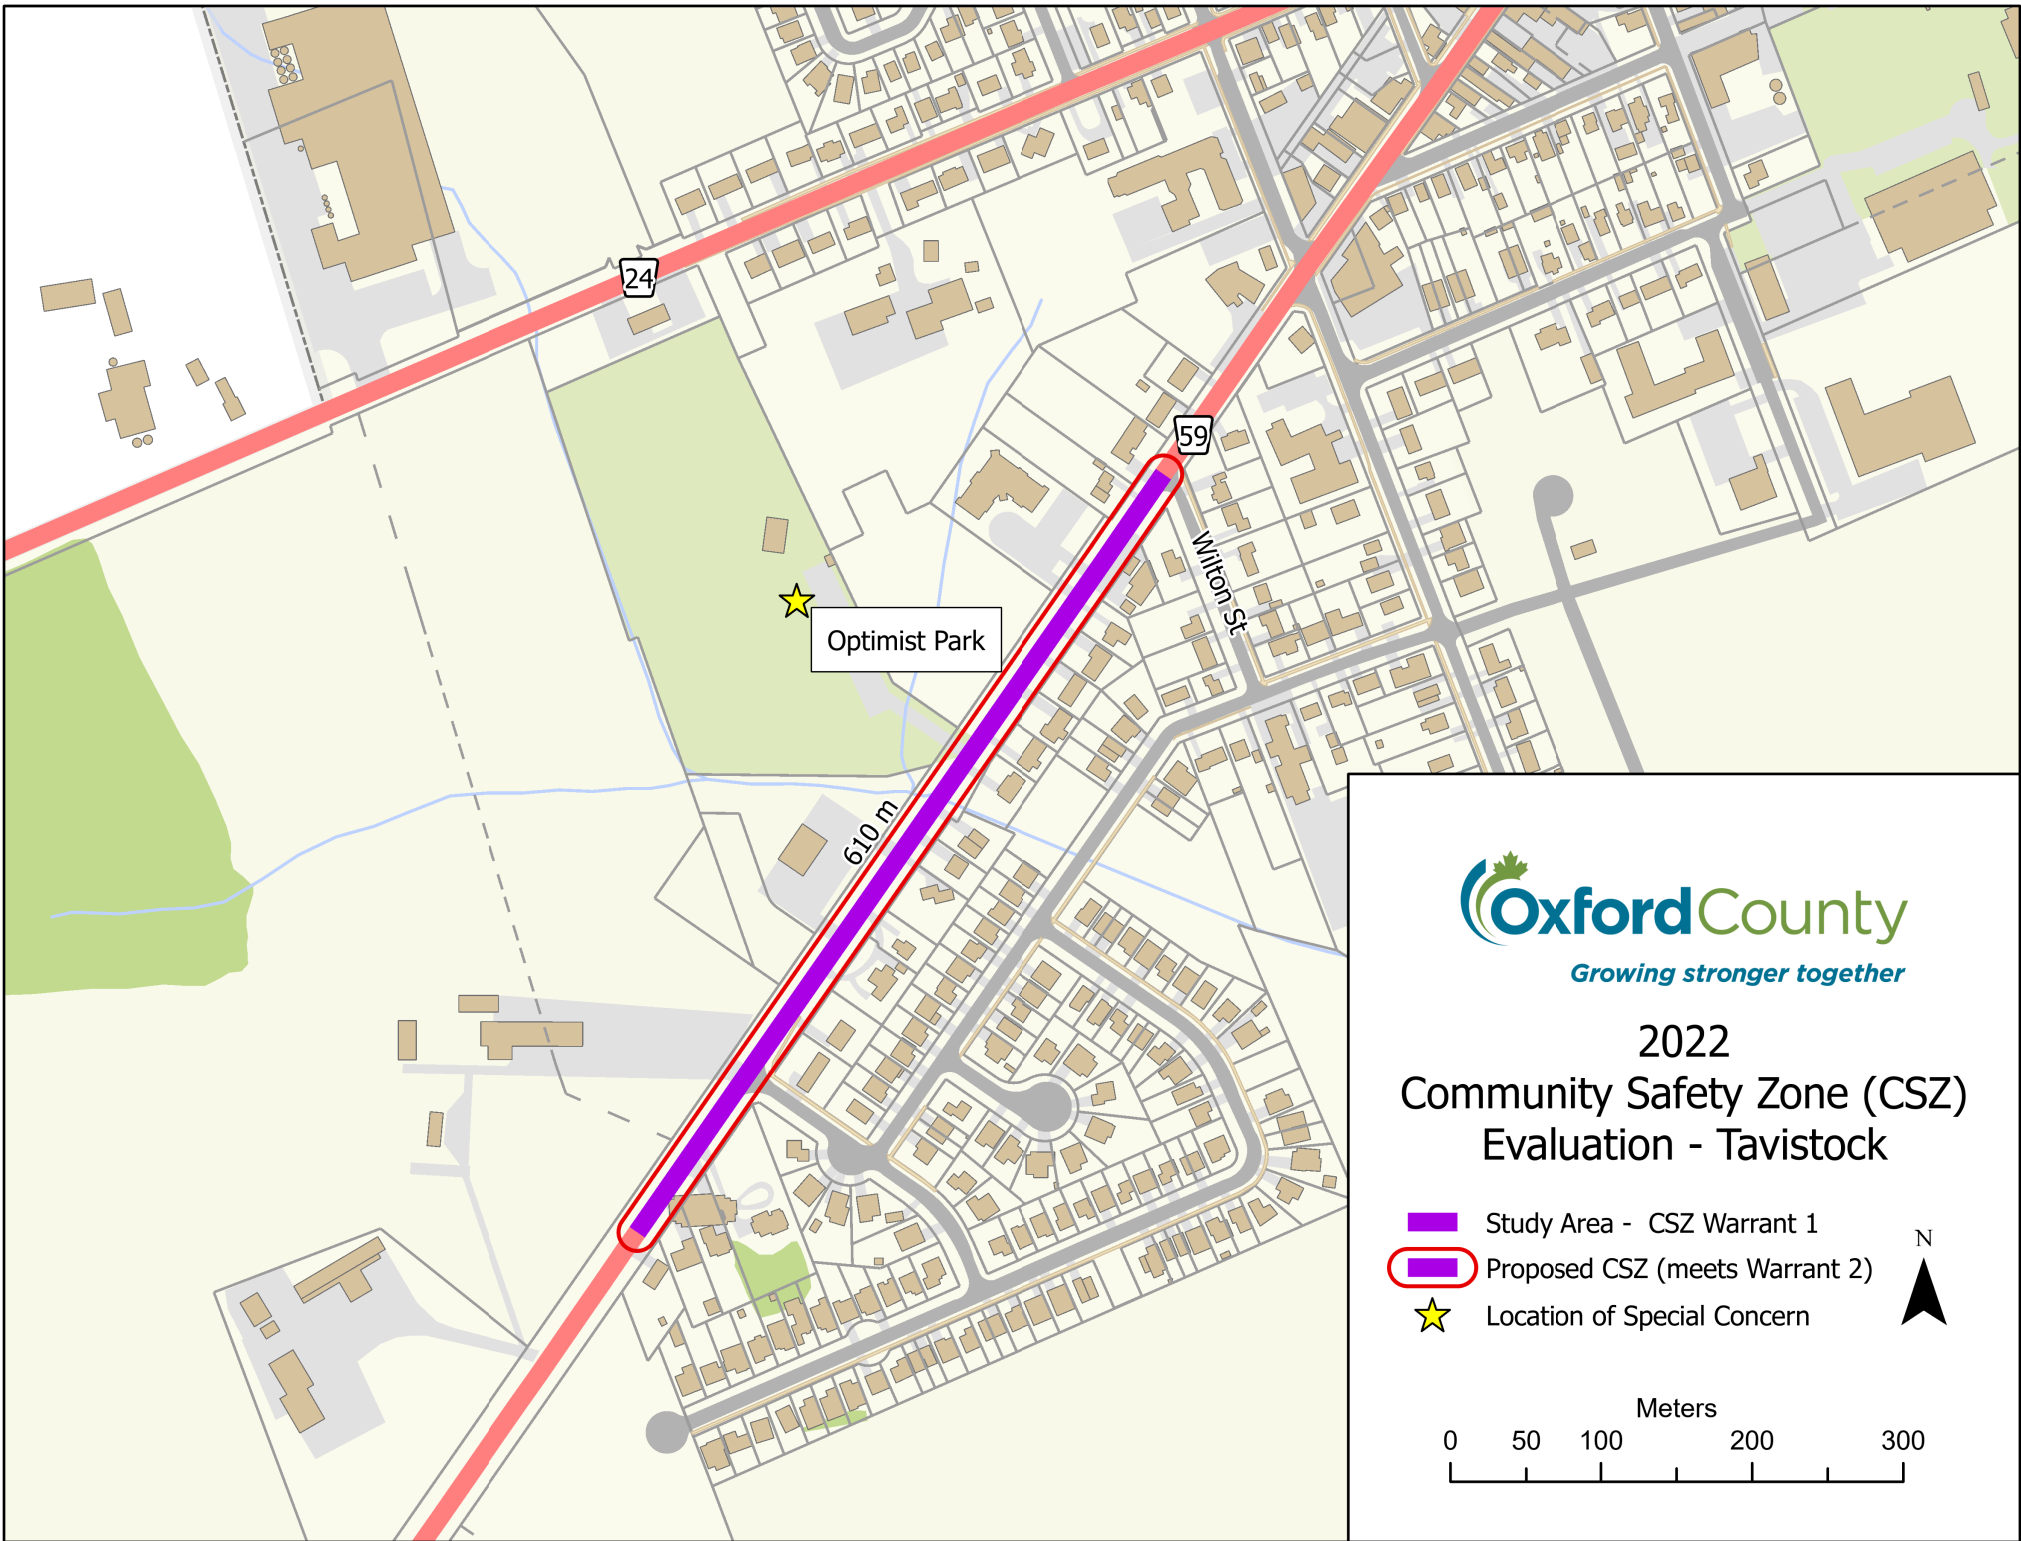 24
59
Wilton St
Optimist Park
610 m
OxfordCounty
Growing stronger together
2022
Community Safety Zone (CSZ)
Evaluation - Tavistock
Study Area - CSZ Warrant 1
Proposed CSZ (meets Warrant 2)
Location of Special Concern
N
Meters
0 50 100 200 300